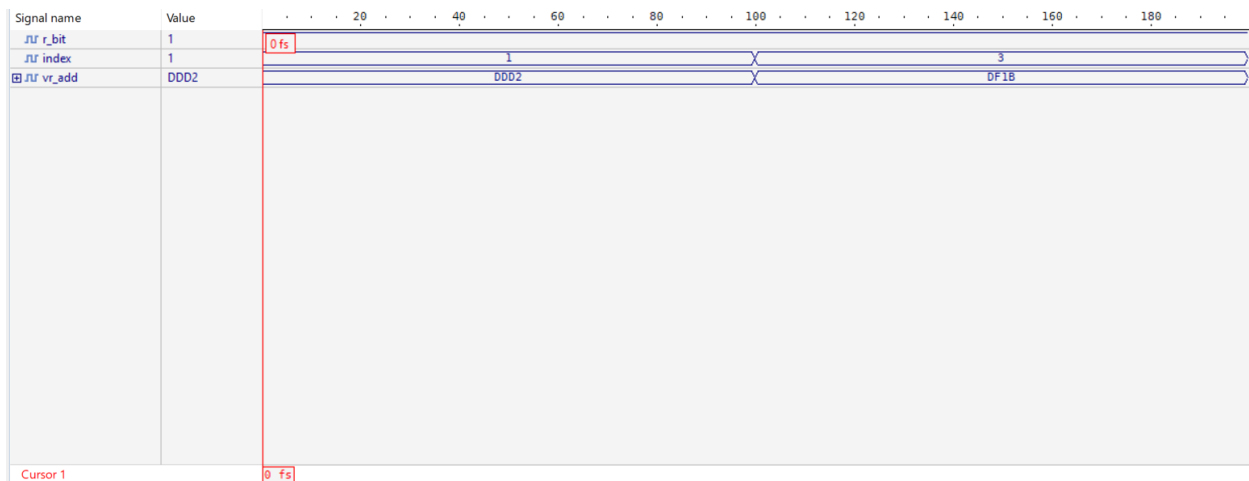 Signal name Value 20 40 60 80 100 120 140 160 180
r_bit 1 0 fs
index 1 1 3
vr_add DDD2 DDD2 DF1B
Cursor 1 0 fs